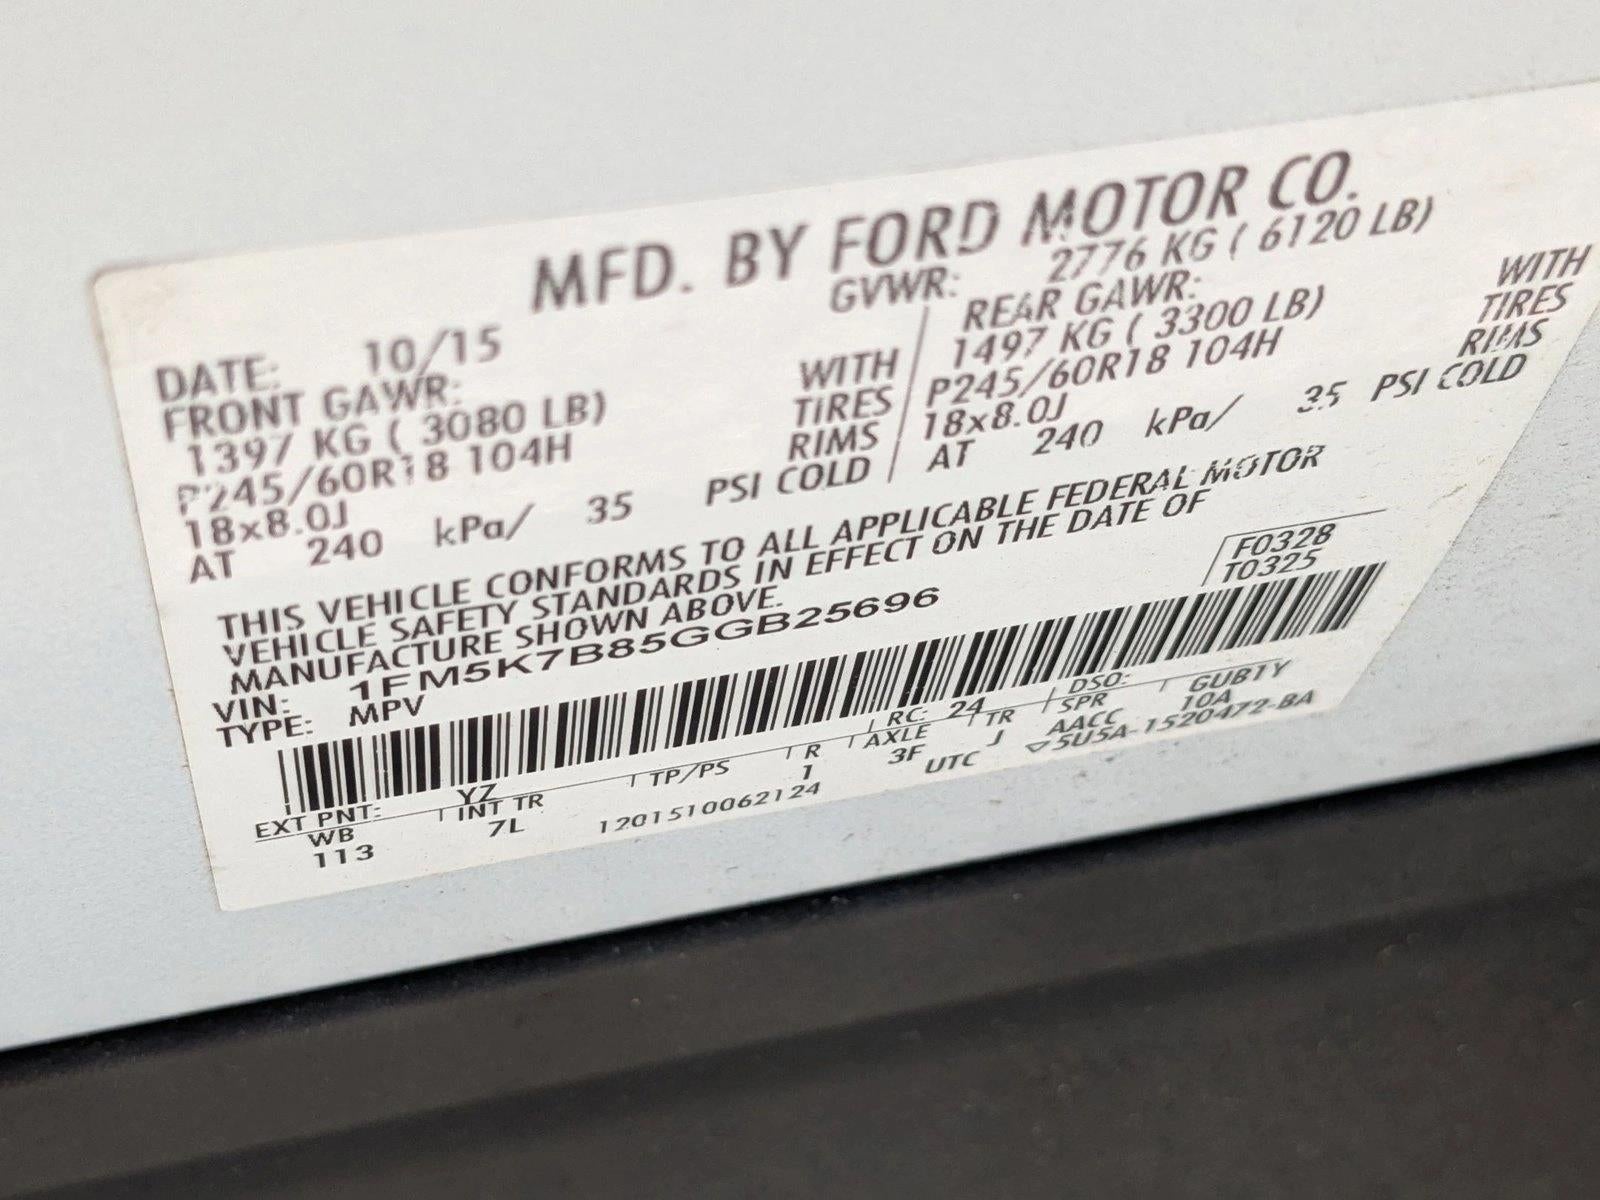 MFD. BY FORD MOTOR CO.
DATE: 10/15 GVWR: 2776 KG ( 6120 LB)
FRONT GAWR: REAR GAWR:
1397 KG ( 3080 LB) WITH 1497 KG ( 3300 LB) WITH
P245/60R18 104H TIRES P245/60R18 104H TIRES
18x8.0J RIMS 18x8.0J RIMS
AT 240 kPa/ 35 PSI COLD AT 240 kPa/ 35 PSI COLD
THIS VEHICLE CONFORMS TO ALL APPLICABLE FEDERAL MOTOR
VEHICLE SAFETY STANDARDS IN EFFECT ON THE DATE OF
MANUFACTURE SHOWN ABOVE.
VIN: 1FM5K7B85GGB25696 F0328
TYPE: MPV T0325
EXT PNT: YZ RC: 24 DSO:
WB INT TR TP/PS R AXLE TR SPR GUB1Y
113 7L 1 3F J AACC 10A
1201510062124 UTC ▽5U5A-1520472-BA